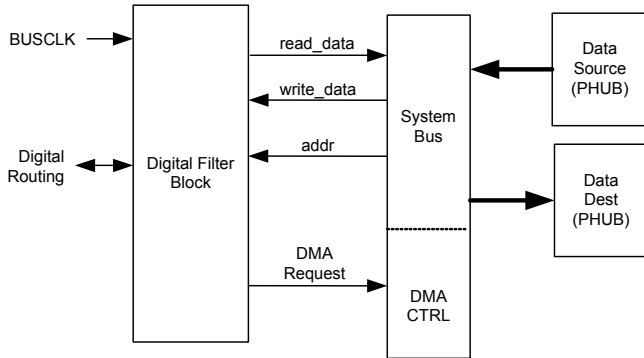 BUSCLK
Digital
Routing
Digital Filter
Block
read_data
write_data
addr
DMA
Request
System
Bus
DMA
CTRL
Data
Source
(PHUB)
Data
Dest
(PHUB)